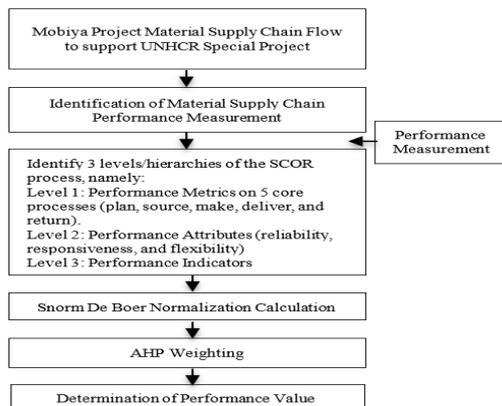 Mobiya Project Material Supply Chain Flow
to support UNHCR Special Project
Identification of Material Supply Chain
Performance Measurement
Performance
Measurement
Identify 3 levels/hierarchies of the SCOR
process, namely:
Level 1: Performance Metrics on 5 core
processes (plan, source, make, deliver, and
return).
Level 2: Performance Attributes (reliability,
responsiveness, and flexibility)
Level 3: Performance Indicators
Snorm De Boer Normalization Calculation
AHP Weighting
Determination of Performance Value